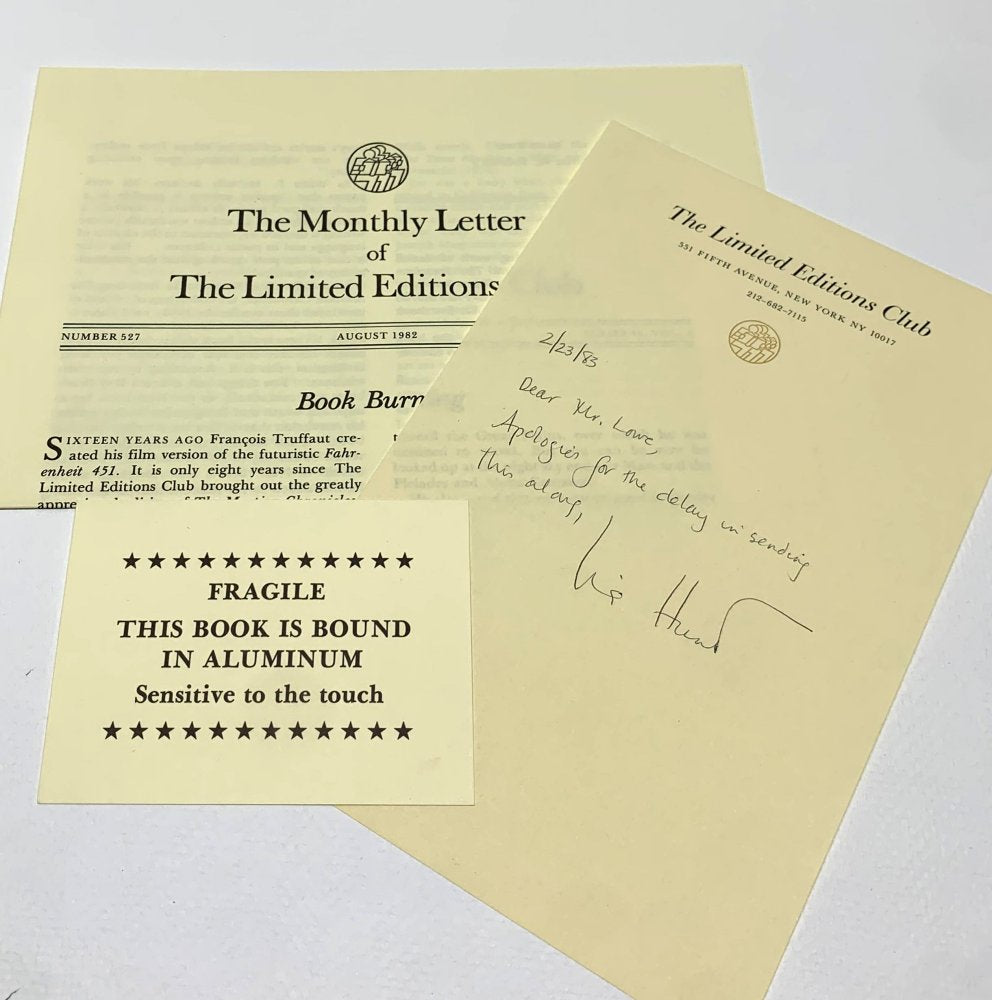 The Monthly Letter
of
The Limited Editions
NUMBER 527 AUGUST 1982
Book Burn
SIXTEEN YEARS AGO François Truffaut cre-
ated his film version of the futuristic Fahr-
enheit 451. It is only eight years since The
Limited Editions Club brought out the greatly
The Limited Editions Club
551 FIFTH AVENUE, NEW YORK NY 10017
212-682-7115
2/23/83
Dear Mr. Lowe,
Apologies for the delay in sending
this along,
★ ★ ★ ★ ★ ★ ★ ★ ★ ★ ★ ★
FRAGILE
THIS BOOK IS BOUND
IN ALUMINUM
Sensitive to the touch
★ ★ ★ ★ ★ ★ ★ ★ ★ ★ ★ ★